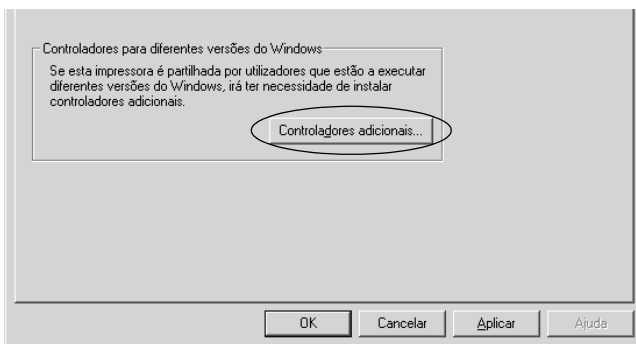 Controladores para diferentes versões do Windows
Se esta impressora é partilhada por utilizadores que estão a executar
diferentes versões do Windows, irá ter necessidade de instalar
controladores adicionais.
Controladores adicionais...
OK
Cancelar
Aplicar
Ajuda